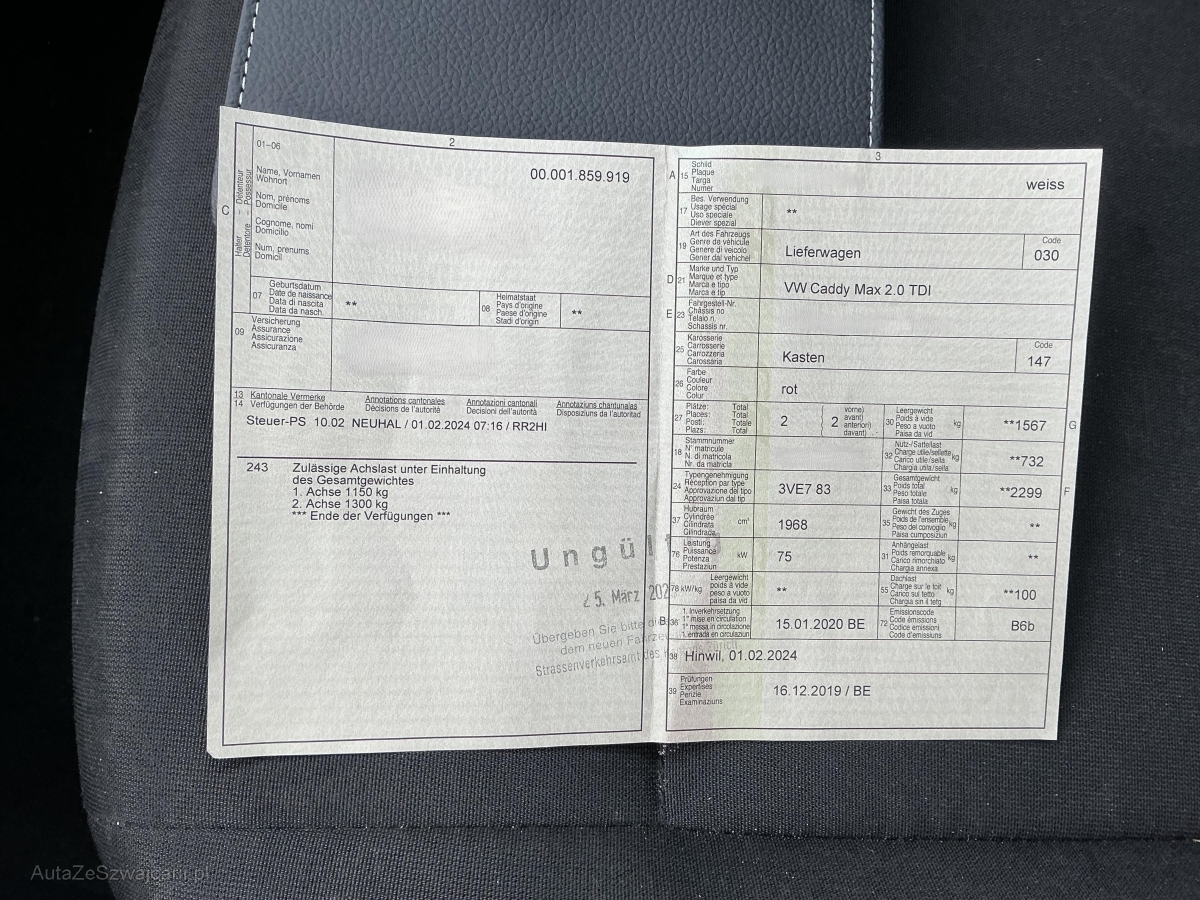 2
01-06
C
Halter – Détenteur
Detentore – Possessur
Name, Vornamen
Wohnort
Nom, prénoms
Domicile
Cognome, nomi
Domicilio
Num, prenums
Domicil
00.001.859.919
07
Geburtsdatum
Date de naissance
Data di nascita
Data da nasch.
**
08
Heimatstaat
Pays d'origine
Paese d'origine
Stadi d'origin
**
09
Versicherung
Assurance
Assicurazione
Assicuranza
13 Kantonale Vermerke Annotations cantonales Annotazioni cantonali Annotaziuns chantunalas
14 Verfügungen der Behörde Décisions de l'autorité Decisioni dell'autorità Disposiziuns da l'autoritad
Steuer-PS 10.02 NEUHAL / 01.02.2024 07:16 / RR2HI
243 Zulässige Achslast unter Einhaltung
des Gesamtgewichtes
1. Achse 1150 kg
2. Achse 1300 kg
*** Ende der Verfügungen ***
Ungül
25. März 202
Übergeben Sie bitte
dem neuen Fahrze
Strassenverkehrsamt des
3
A 15
Schild
Plaque
Targa
Numer
weiss
17
Bes. Verwendung
Usage spécial
Uso speciale
Diever spezial
**
19
Art des Fahrzeugs
Genre de véhicule
Genere di veicolo
Gener dal vehichel
Lieferwagen
Code
030
D 21
Marke und Typ
Marque et type
Marca e tipo
Marca e tip
VW Caddy Max 2.0 TDI
E 23
Fahrgestell-Nr.
Châssis no
Telaio n.
Schassis nr.
25
Karosserie
Carrosserie
Carrozzeria
Carossaria
Kasten
Code
147
26
Farbe
Couleur
Colore
Colur
rot
27
Plätze: Total
Places: Total
Posti: Totale
Plazs: Total
2
2
vorne)
avant)
anteriori)
davant)
30
Leergewicht
Poids à vide
Peso a vuoto
Paisa da vid
kg
**1567
G
18
Stammnummer
N° matricule
N. di matricola
Nr. da matricla
32
Nutz-/Sattellast
Charge utile/sellette
Carico utile/sella
Chargia utila/sella
kg
**732
24
Typengenehmigung
Réception par type
Approvazione del tipo
Approvaziun dal tip
3VE7 83
33
Gesamtgewicht
Poids total
Peso totale
Paisa totala
kg
**2299
F
37
Hubraum
Cylindrée
Cilindrata
Cilindrada
cm³
1968
35
Gewicht des Zuges
Poids de l'ensemble
Peso del convoglio
Paisa cumposiziun
kg
**
76
Leistung
Puissance
Potenza
Prestaziun
kW
75
31
Anhängelast
Poids remorquable
Carico rimorchiato
Chargia annexa
kg
**
78 kW/kg
Leergewicht
poids à vide
peso a vuoto
paisa da vid
**
55
Dachlast
Charge sur le toit
Carico sul tetto
Chargia sin il tetg
kg
**100
B 36
1. Inverkehrsetzung
1re mise en circulation
1a messa in circolazione
1. entrada en circulaziun
15.01.2020 BE
72
Emissionscode
Code émissions
Codice emissioni
Code d'emissiuns
B6b
38 Hinwil, 01.02.2024
39
Prüfungen
Expertises
Perizie
Examinaziuns
16.12.2019 / BE
AutaZeSzwajcarii.pl